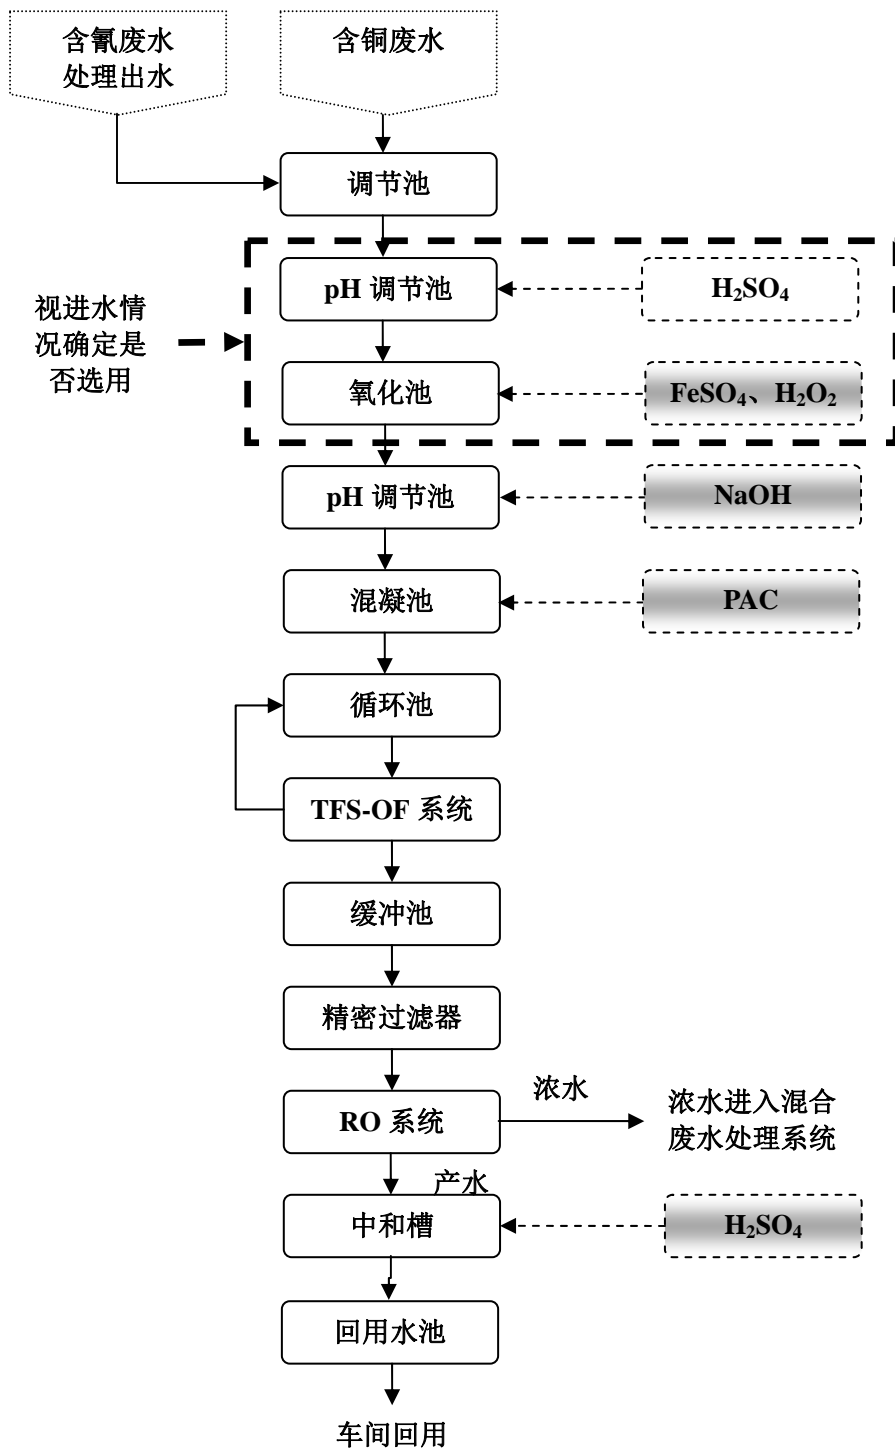 含氰废水
处理出水
含铜废水
调节池
pH 调节池
H₂SO₄
视进水情
况确定是
否选用
氧化池
FeSO₄、H₂O₂
pH 调节池
NaOH
混凝池
PAC
循环池
TFS-OF 系统
缓冲池
精密过滤器
RO 系统
浓水
浓水进入混合
废水处理系统
产水
中和槽
H₂SO₄
回用水池
车间回用